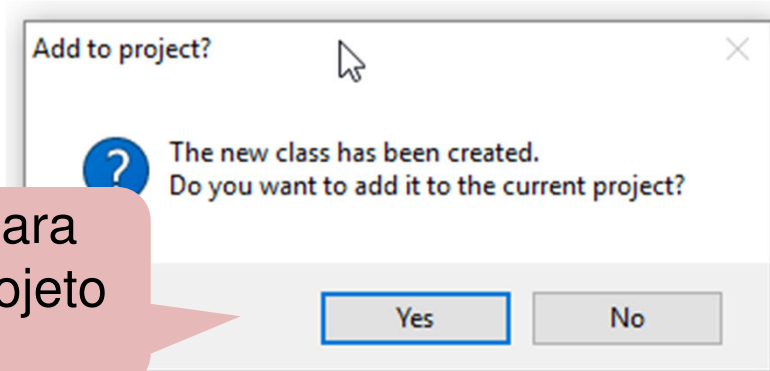 Add to project?
?
The new class has been created.
Do you want to add it to the current project?
ara
ojeto
Yes
No